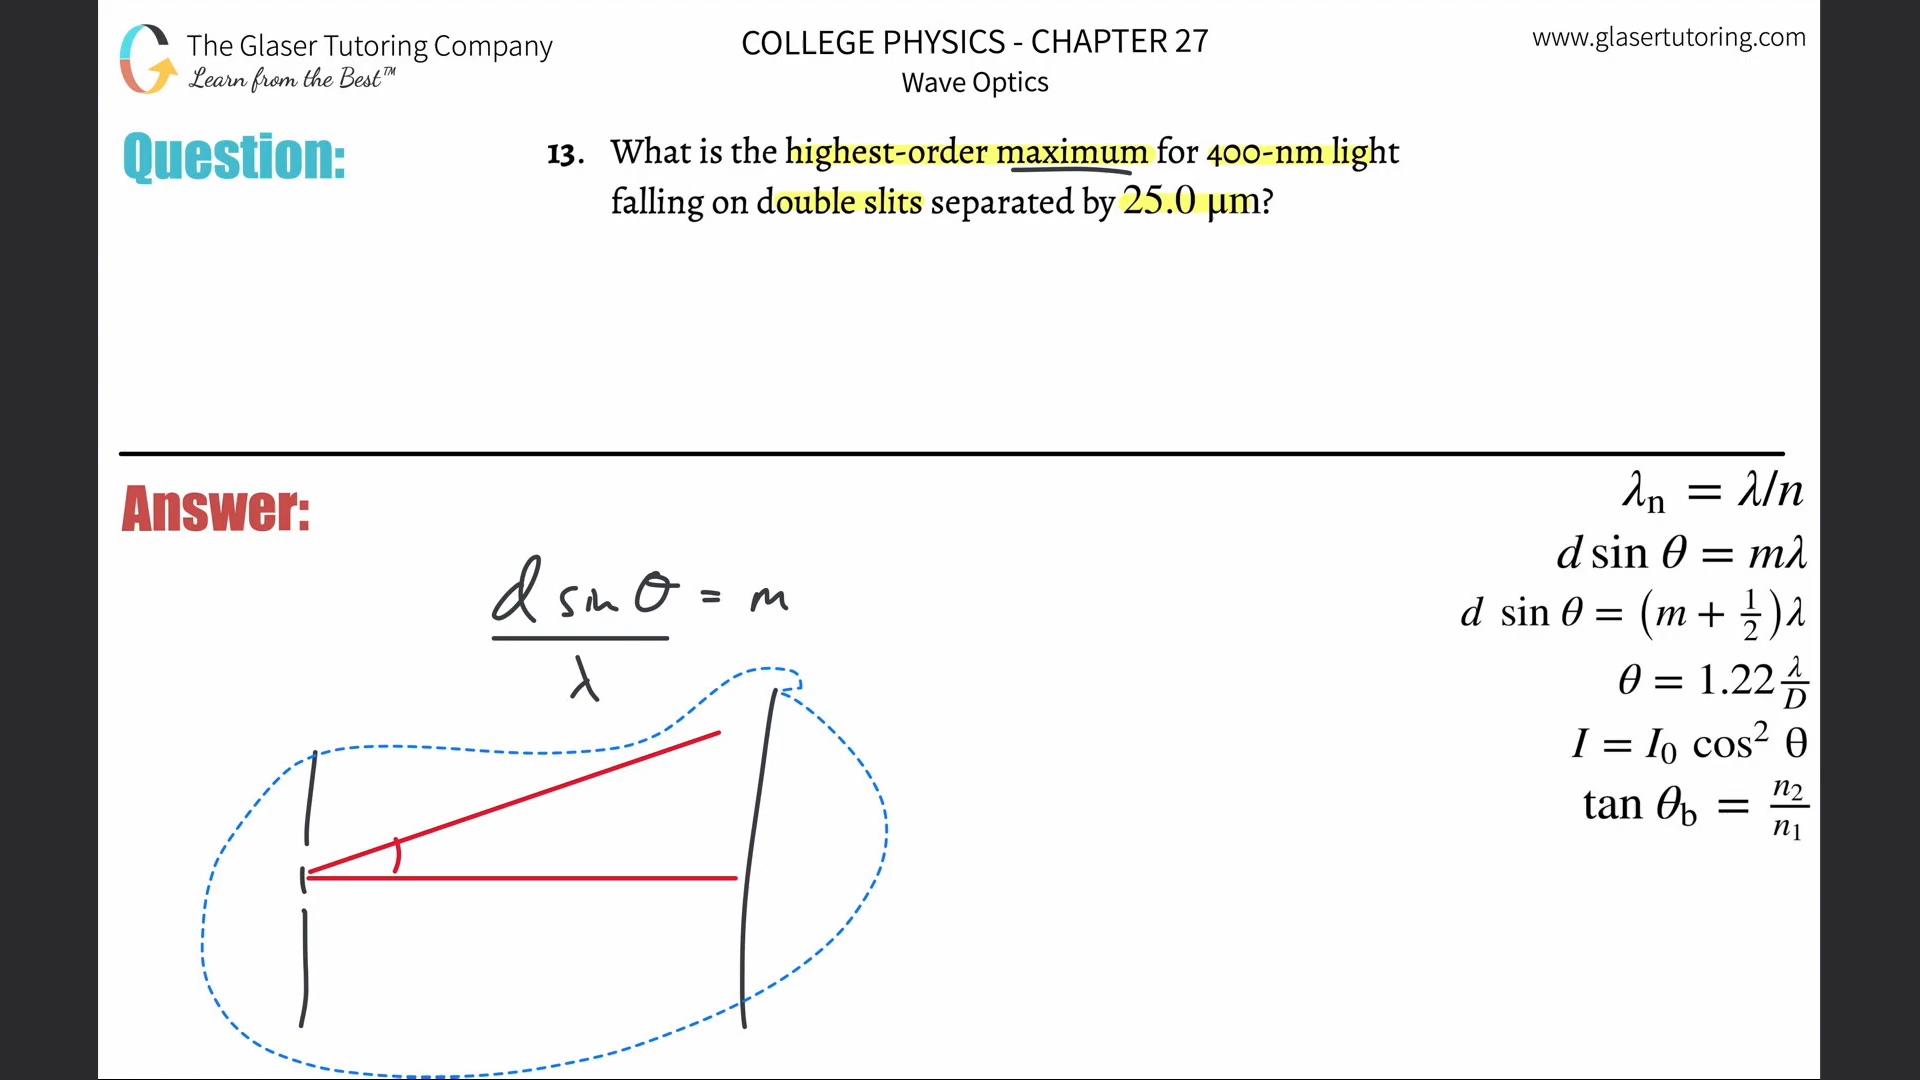 The Glaser Tutoring Company
Learn from the Best™
COLLEGE PHYSICS - CHAPTER 27
Wave Optics
www.glasertutoring.com
Question:
13. What is the highest-order maximum for 400-nm light
falling on double slits separated by 25.0 μm?
Answer:
d sin θ = m
λ
λn = λ/n
d sin θ = mλ
d sin θ = (m + 1/2)λ
θ = 1.22 λ/D
I = I0 cos² θ
tan θb = n2/n1